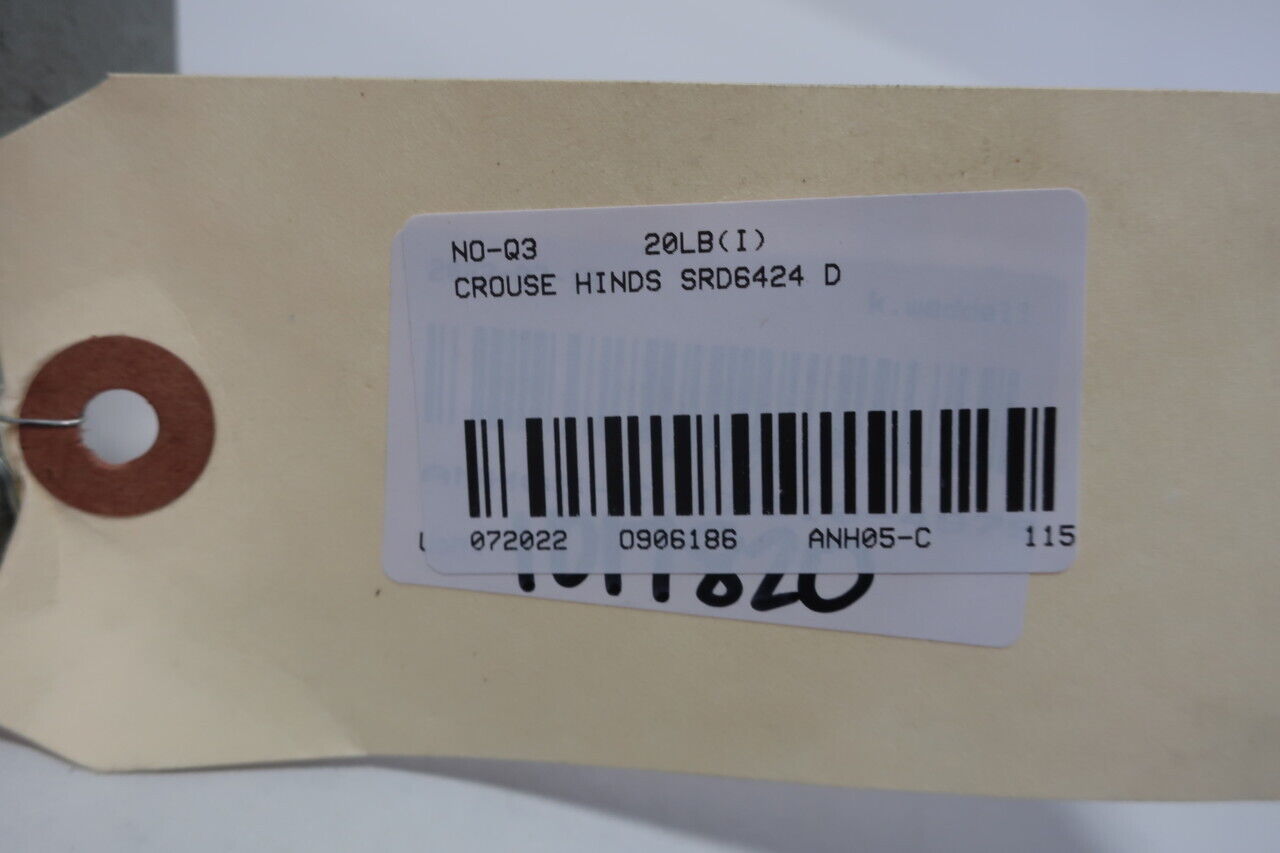 NO-Q3 20LB(I)
CROUSE HINDS SRD6424 D
072022 0906186 ANH05-C 115